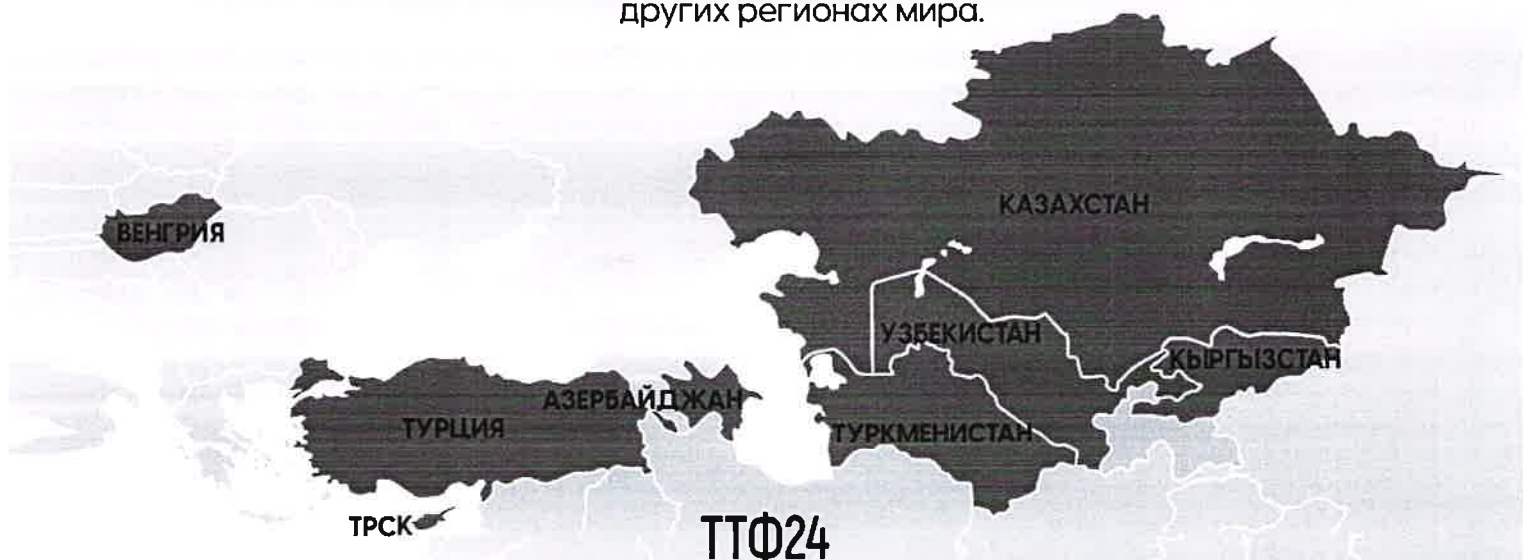 других регионах мира.
КАЗАХСТАН
ВЕНГРИЯ
УЗБЕКИСТАН
КЫРГЫЗСТАН
АЗЕРБАЙДЖАН
ТУРЦИЯ
ТУРКМЕНИСТАН
ТРСК
ТТФ24